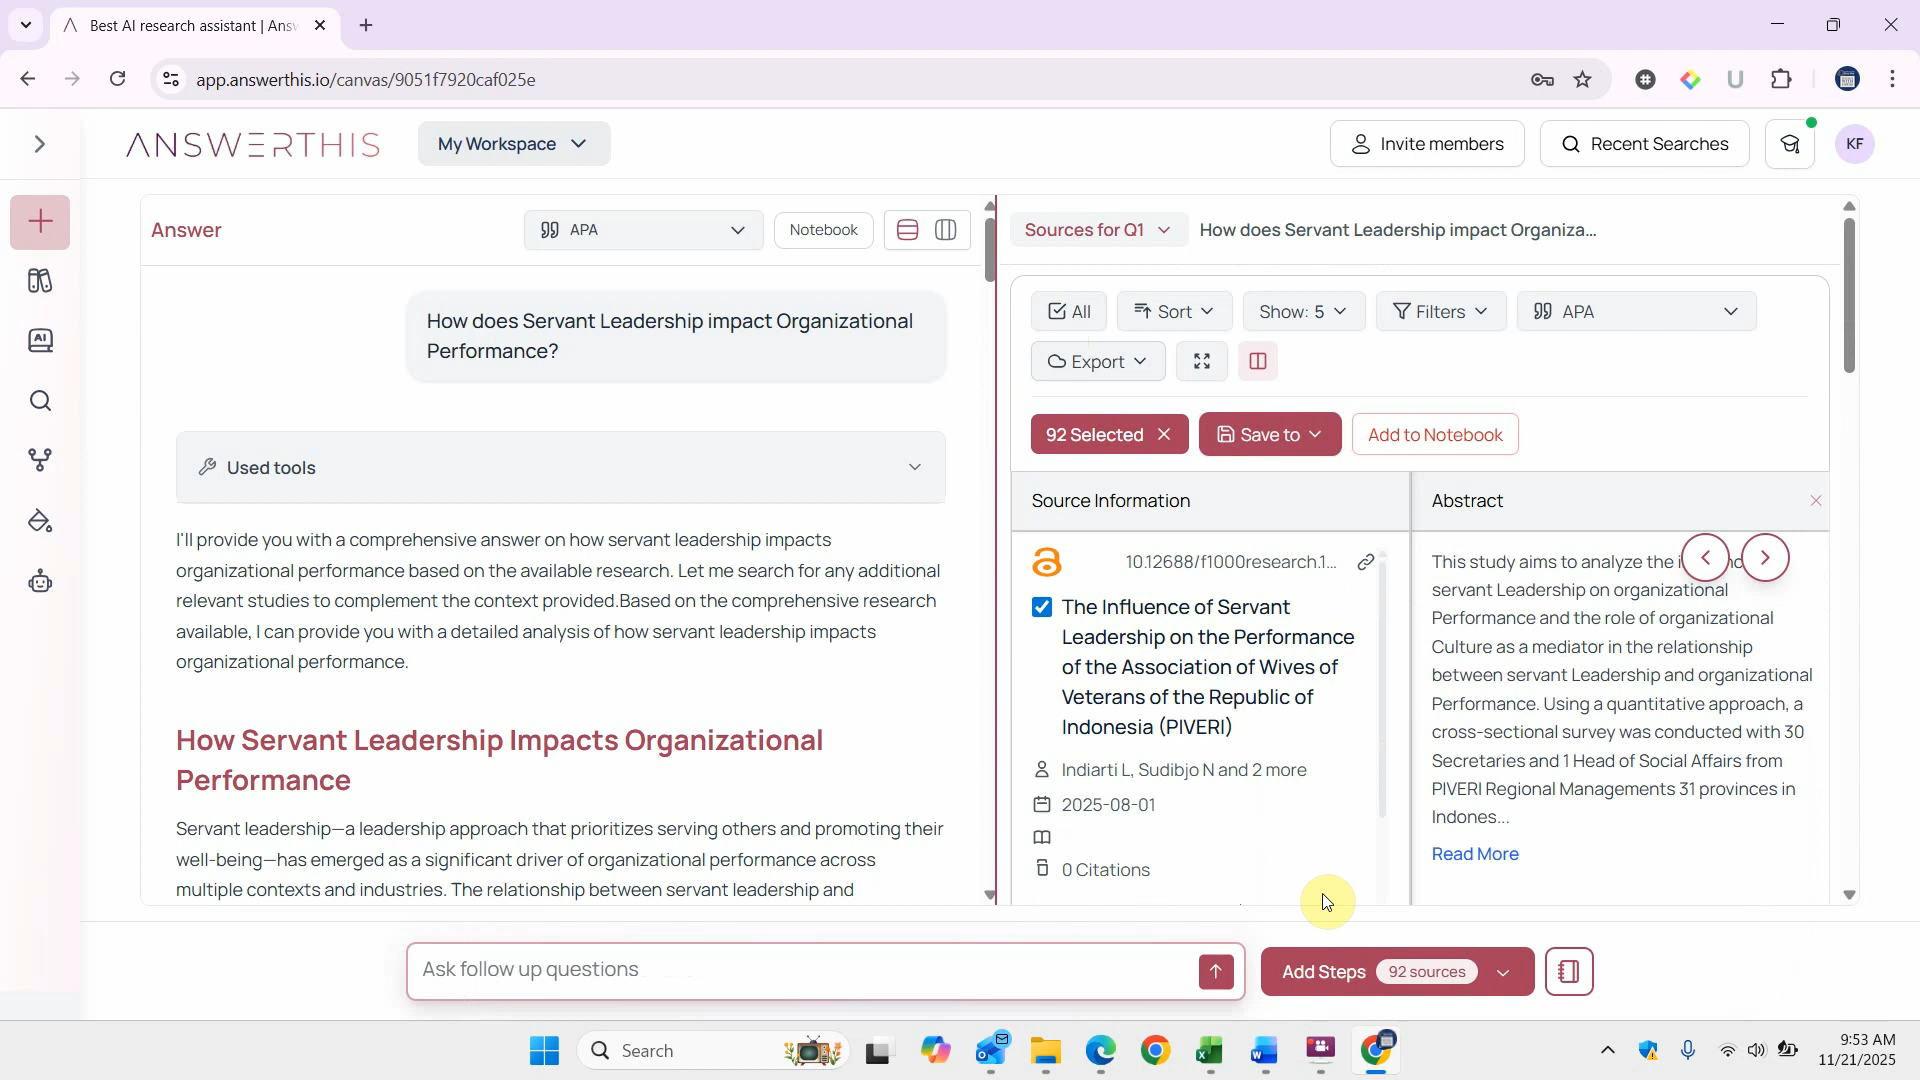 Best AI research assistant | Ans
app.answerthis.io/canvas/9051f7920caf025e
ANSWERTHIS
My Workspace
Invite members
Recent Searches
KF
Answer
APA
Notebook
Sources for Q1
How does Servant Leadership impact Organiza...
How does Servant Leadership impact Organizational
Performance?
All
Sort
Show: 5
Filters
APA
Export
92 Selected
Save to
Add to Notebook
Used tools
Source Information
Abstract
I'll provide you with a comprehensive answer on how servant leadership impacts
organizational performance based on the available research. Let me search for any additional
relevant studies to complement the context provided.Based on the comprehensive research
available, I can provide you with a detailed analysis of how servant leadership impacts
organizational performance.
How Servant Leadership Impacts Organizational
Performance
Servant leadership—a leadership approach that prioritizes serving others and promoting their
well-being—has emerged as a significant driver of organizational performance across
multiple contexts and industries. The relationship between servant leadership and
10.12688/f1000research.1...
The Influence of Servant
Leadership on the Performance
of the Association of Wives of
Veterans of the Republic of
Indonesia (PIVERI)
Indiarti L, Sudibjo N and 2 more
2025-08-01
0 Citations
This study aims to analyze the
servant Leadership on organizational
Performance and the role of organizational
Culture as a mediator in the relationship
between servant Leadership and organizational
Performance. Using a quantitative approach, a
cross-sectional survey was conducted with 30
Secretaries and 1 Head of Social Affairs from
PIVERI Regional Managements 31 provinces in
Indones...
Read More
Ask follow up questions
Add Steps
92 sources
Search
9:53 AM
11/21/2025